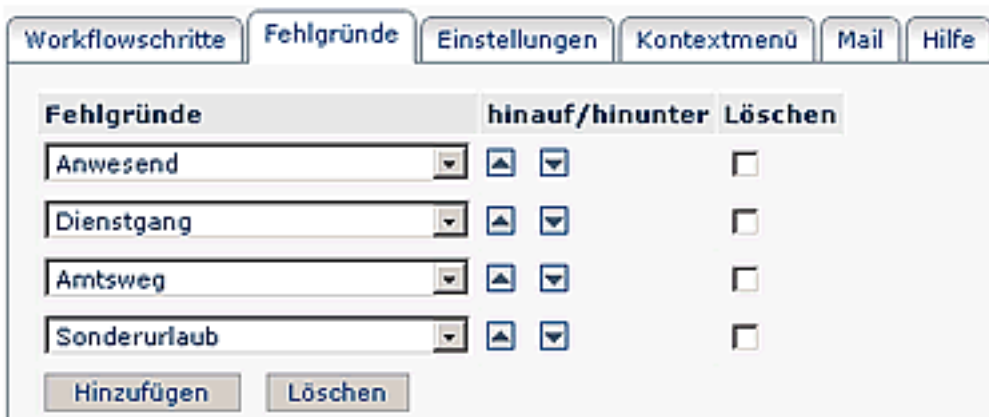 Workflowschritte Fehlgründe Einstellungen Kontextmenü Mail Hilfe
Fehlgründe hinauf/hinunter Löschen
Anwesend
Dienstgang
Amtsweg
Sonderurlaub
Hinzufügen Löschen